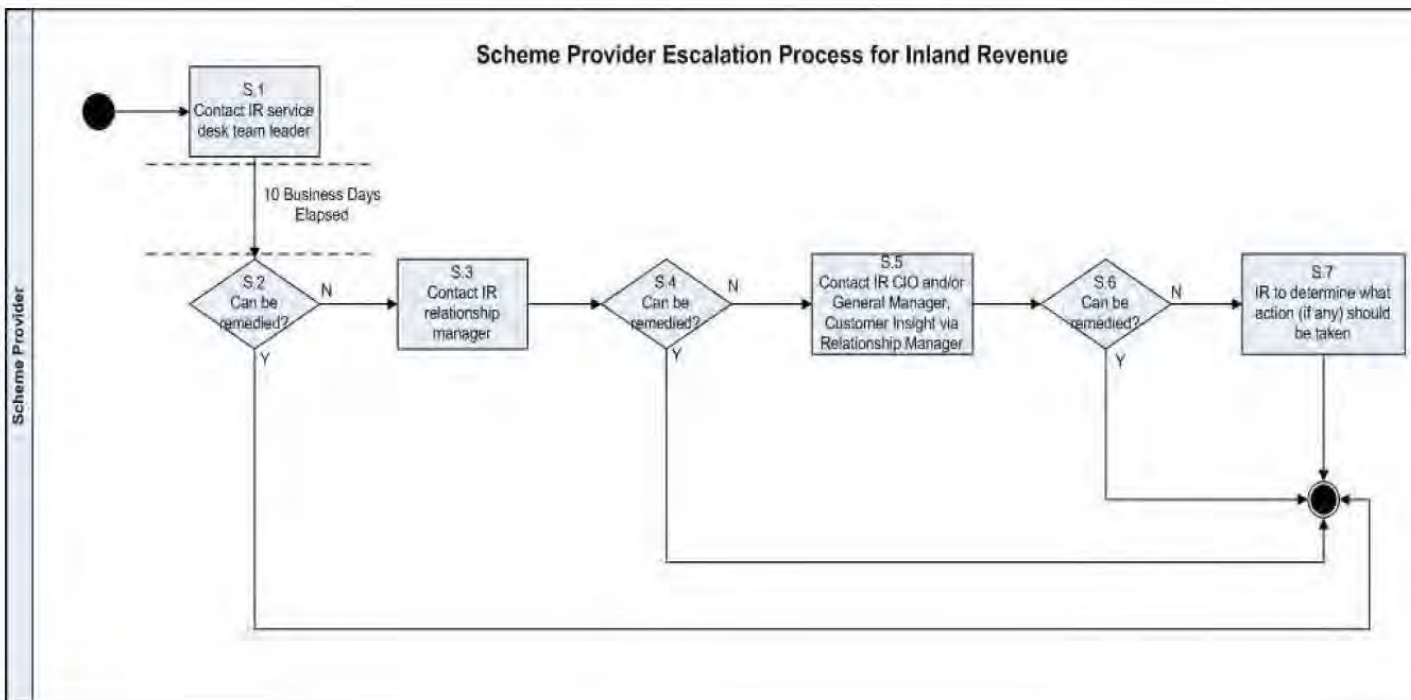 Scheme Provider Escalation Process for Inland Revenue
Scheme Provider
S.1
Contact IR service
desk team leader
10 Business Days
Elapsed
S.2
Can be
remedied?
N
Y
S.3
Contact IR
relationship
manager
S.4
Can be
remedied?
N
Y
S.5
Contact IR CIO and/or
General Manager,
Customer Insight via
Relationship Manager
S.6
Can be
remedied?
N
Y
S.7
IR to determine what
action (if any) should
be taken